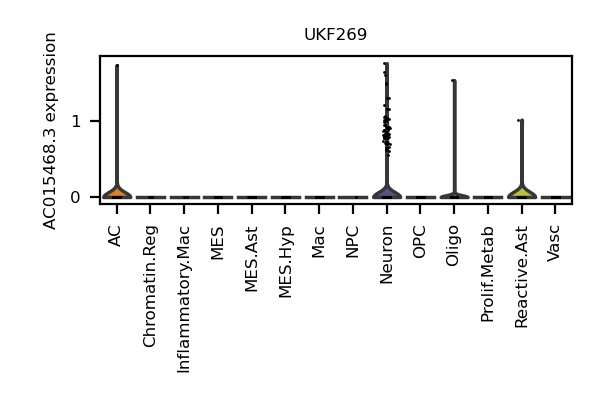 UKF269
AC015468.3 expression
1
0
AC
Chromatin.Reg
Inflammatory.Mac
MES
MES.Ast
MES.Hyp
Mac
NPC
Neuron
OPC
Oligo
Prolif.Metab
Reactive.Ast
Vasc